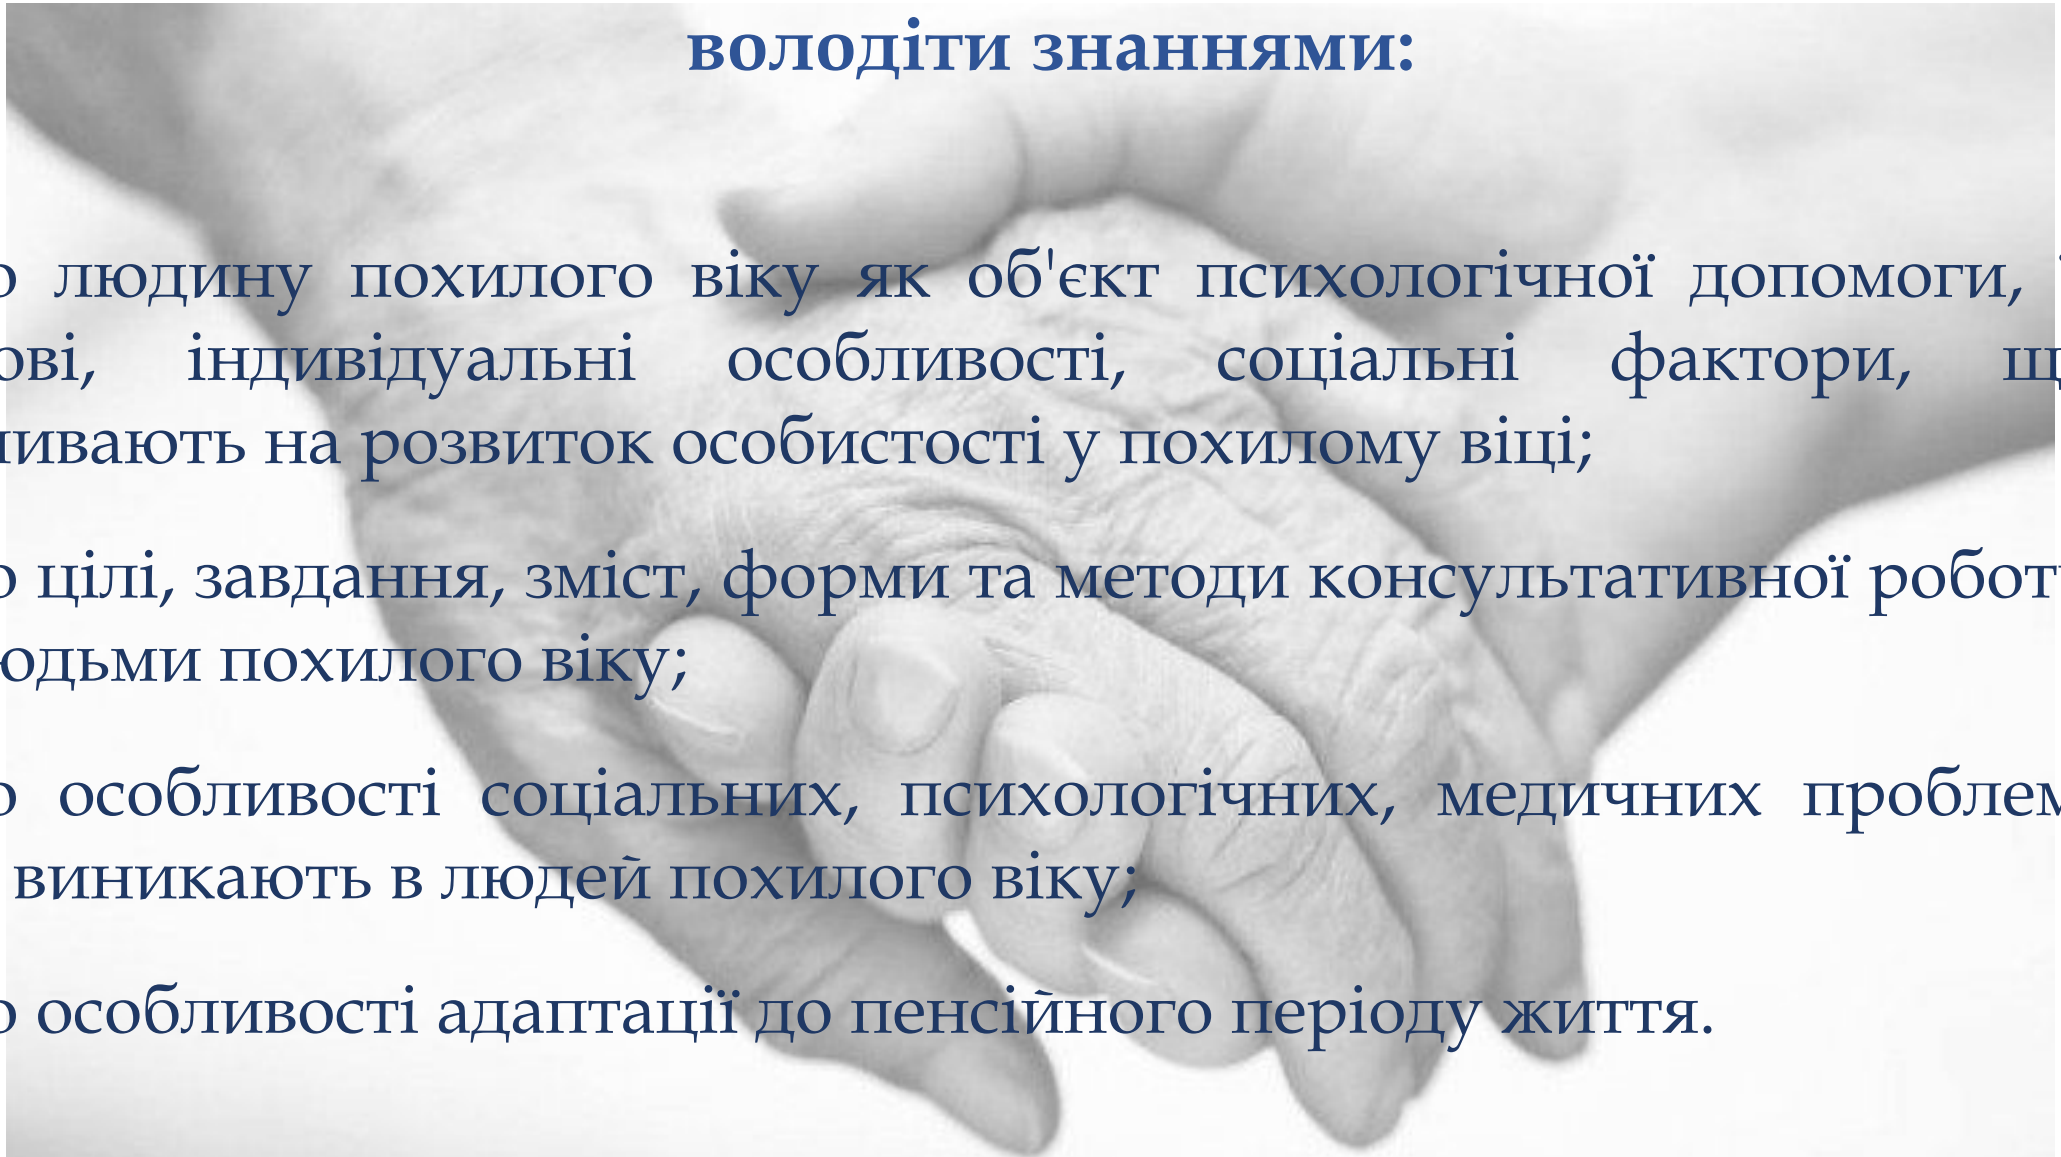 володіти знаннями:
людину похилого віку як об'єкт психологічної допомоги,
індивідуальні особливості, соціальні фактори,
на розвиток особистості у похилому віці;
цілі, завдання, зміст, форми та методи консультативної
похилого віку;
особливості соціальних, психологічних, медичних
виникають в людей похилого віку;
особливості адаптації до пенсійного періоду життя.